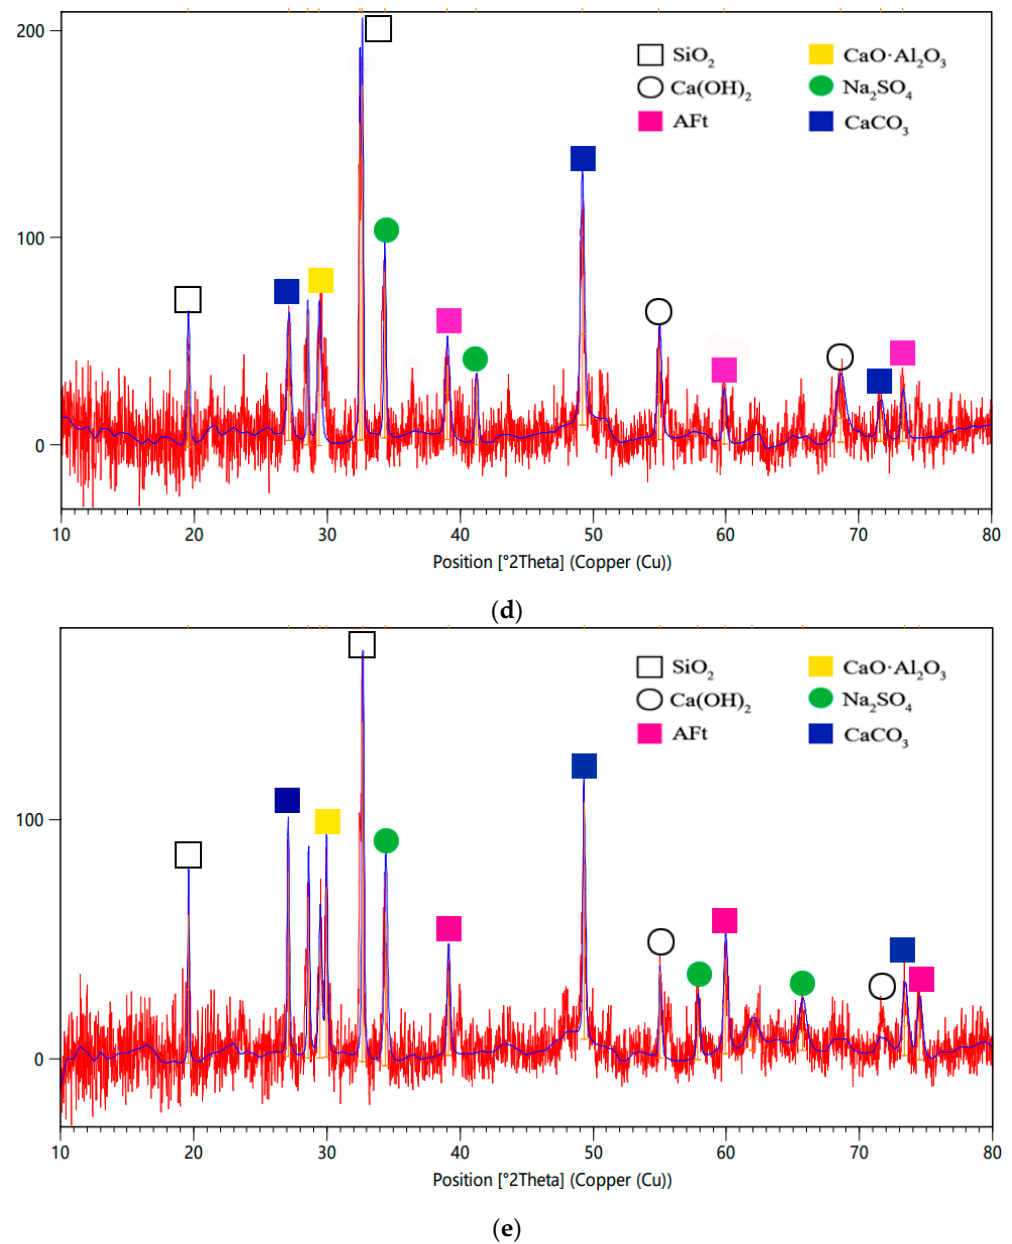 200
SiO₂
CaO·Al₂O₃
Ca(OH)₂
Na₂SO₄
AFt
CaCO₃
100
0
10 20 30 40 50 60 70 80
Position [°2Theta] (Copper (Cu))
(d)
SiO₂
CaO·Al₂O₃
Ca(OH)₂
Na₂SO₄
AFt
CaCO₃
100
0
10 20 30 40 50 60 70 80
Position [°2Theta] (Copper (Cu))
(e)